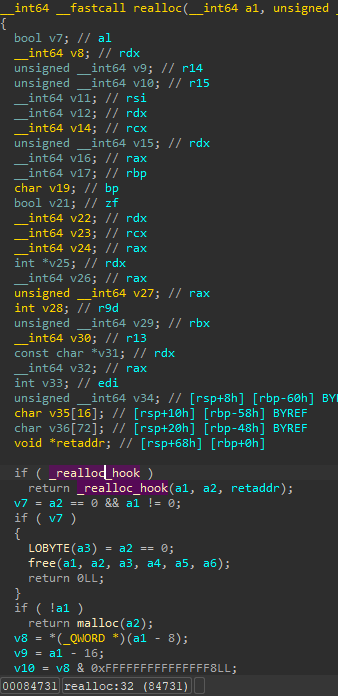 __int64 __fastcall realloc(__int64 a1, unsigned
{
bool v7; // al
__int64 v8; // rdx
unsigned __int64 v9; // r14
unsigned __int64 v10; // r15
__int64 v11; // rsi
__int64 v12; // rdx
__int64 v14; // rcx
unsigned __int64 v15; // rdx
__int64 v16; // rax
__int64 v17; // rbp
char v19; // bp
bool v21; // zf
__int64 v22; // rdx
__int64 v23; // rcx
__int64 v24; // rax
int *v25; // rdx
__int64 v26; // rax
unsigned __int64 v27; // rax
int v28; // r9d
unsigned __int64 v29; // rbx
__int64 v30; // r13
const char *v31; // rdx
__int64 v32; // rax
int v33; // edi
unsigned __int64 v34; // [rsp+8h] [rbp-60h] BY
char v35[16]; // [rsp+10h] [rbp-58h] BYREF
char v36[72]; // [rsp+20h] [rbp-48h] BYREF
void *retaddr; // [rsp+68h] [rbp+0h]
if ( _realloc_hook )
return _realloc_hook(a1, a2, retaddr);
v7 = a2 == 0 && a1 != 0;
if ( v7 )
{
LOBYTE(a3) = a2 == 0;
free(a1, a2, a3, a4, a5, a6);
return 0LL;
}
if ( !a1 )
return malloc(a2);
v8 = *(_QWORD *)(a1 - 8);
v9 = a1 - 16;
v10 = v8 & 0xFFFFFFFFFFFFFFF8LL;
00084731 realloc:32 (84731)